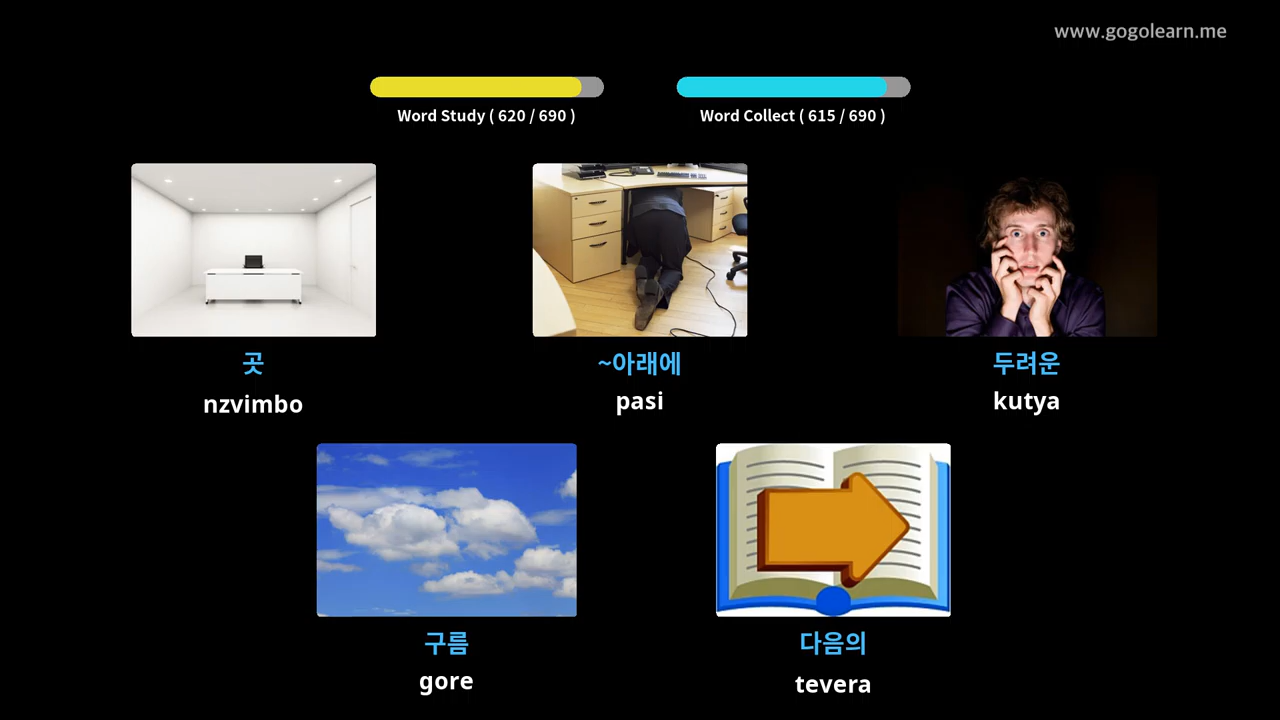 www.gogolearn.me
Word Study ( 620 / 690 )
Word Collect ( 615 / 690 )
곳
nzvimbo
~아래에
pasi
두려운
kutya
구름
gore
다음의
tevera